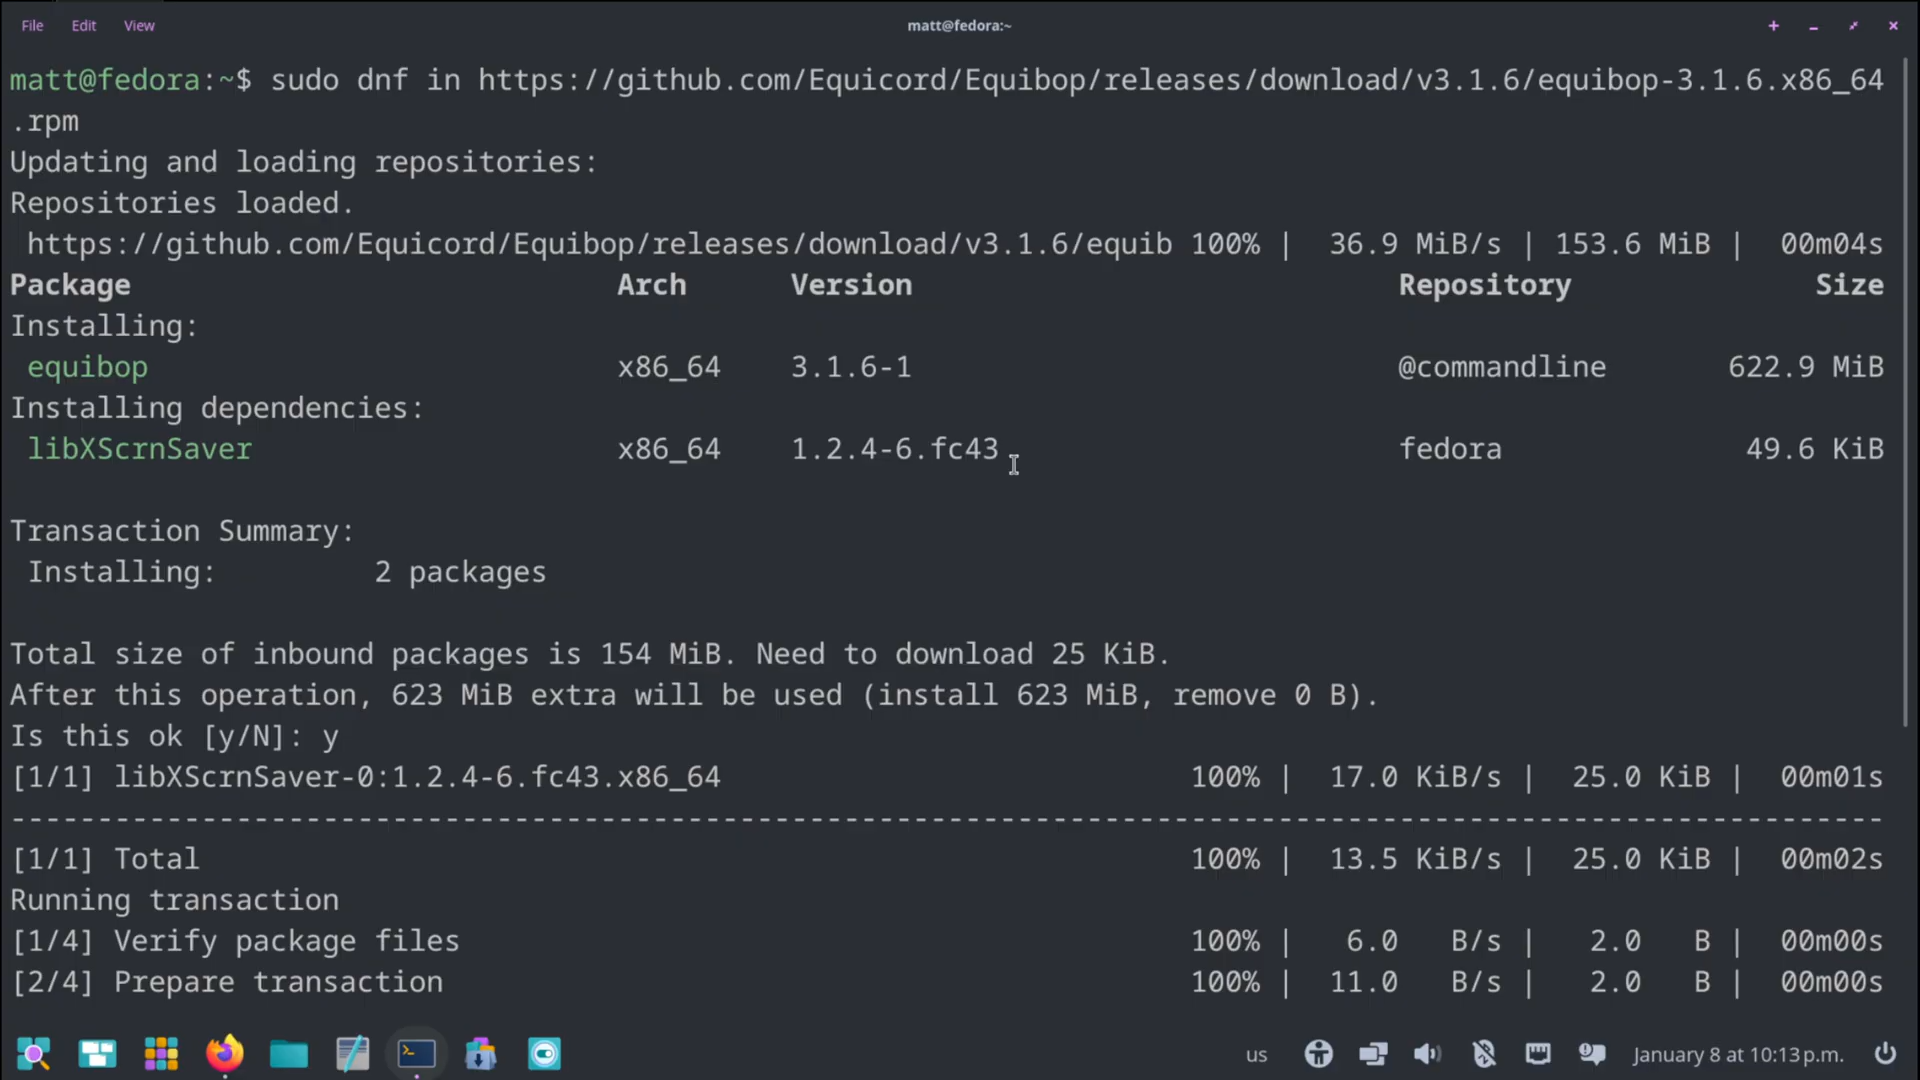 File Edit View matt@fedora:~
matt@fedora:~$ sudo dnf in https://github.com/Equicord/Equibop/releases/download/v3.1.6/equibop-3.1.6.x86_64
.rpm
Updating and loading repositories:
Repositories loaded.
https://github.com/Equicord/Equibop/releases/download/v3.1.6/equib 100% | 36.9 MiB/s | 153.6 MiB | 00m04s
Package Arch Version Repository Size
Installing:
equibop x86_64 3.1.6-1 @commandline 622.9 MiB
Installing dependencies:
libXScrnSaver x86_64 1.2.4-6.fc43 fedora 49.6 KiB
Transaction Summary:
Installing: 2 packages
Total size of inbound packages is 154 MiB. Need to download 25 KiB.
After this operation, 623 MiB extra will be used (install 623 MiB, remove 0 B).
Is this ok [y/N]: y
[1/1] libXScrnSaver-0:1.2.4-6.fc43.x86_64 100% | 17.0 KiB/s | 25.0 KiB | 00m01s
-----------------------------------------------------------------------------------------------------------
[1/1] Total 100% | 13.5 KiB/s | 25.0 KiB | 00m02s
Running transaction
[1/4] Verify package files 100% | 6.0 B/s | 2.0 B | 00m00s
[2/4] Prepare transaction 100% | 11.0 B/s | 2.0 B | 00m00s
us January 8 at 10:13 p.m.